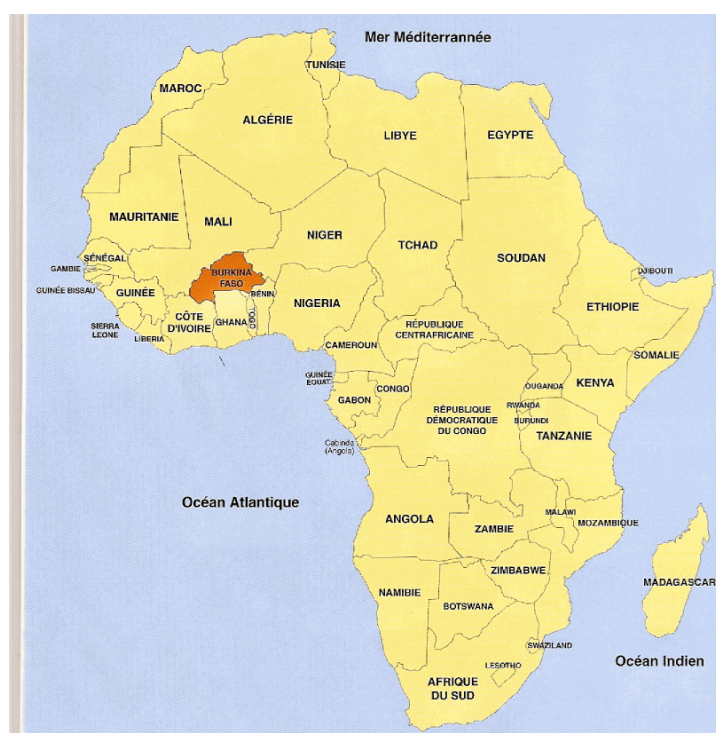 Mer Méditerrannée
TUNISIE
MAROC
ALGÉRIE
LIBYE
EGYPTE
MAURITANIE
MALI
NIGER
TCHAD
SOUDAN
SÉNÉGAL
GAMBIE
GUINÉE BISSAU
GUINÉE
BURKINA
FASO
BÉNIN
NIGERIA
DJIBOUTI
ETHIOPIE
SIERRA
LEONE
LIBERIA
CÔTE
D'IVOIRE
GHANA
TOGO
CAMEROUN
RÉPUBLIQUE
CENTRAFRICAINE
SOMALIE
GUINÉE
ÉQUAT.
GABON
CONGO
RÉPUBLIQUE
DÉMOCRATIQUE
DU CONGO
OUGANDA
KENYA
RWANDA
BURUNDI
TANZANIE
Cabinda
(Angola)
Océan Atlantique
ANGOLA
ZAMBIE
MALAWI
MOZAMBIQUE
ZIMBABWE
MADAGASCAR
NAMIBIE
BOTSWANA
SWAZILAND
LESOTHO
AFRIQUE
DU SUD
Océan Indien